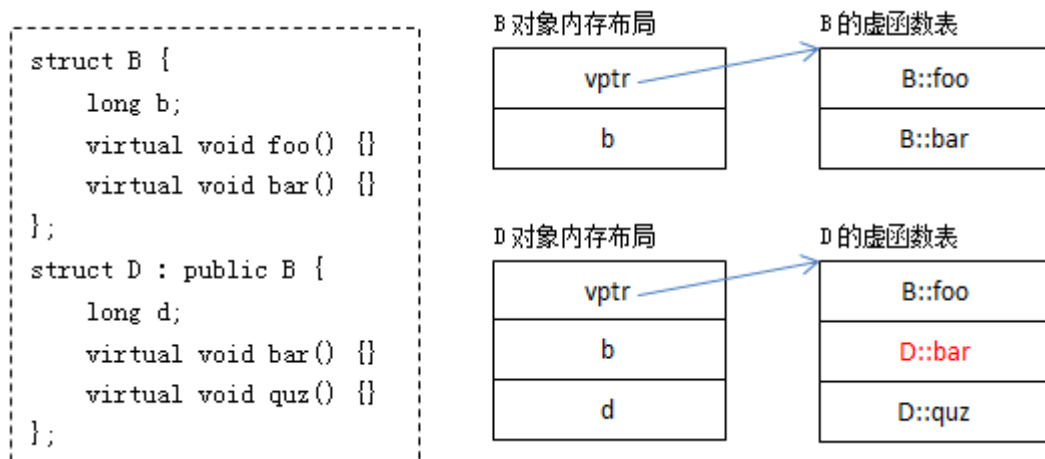 struct B {
long b;
virtual void foo() {}
virtual void bar() {}
};
struct D : public B {
long d;
virtual void bar() {}
virtual void quz() {}
};
B 对象内存布局
vptr
b
B 的虚函数表
B::foo
B::bar
D 对象内存布局
vptr
b
d
D 的虚函数表
B::foo
D::bar
D::quz